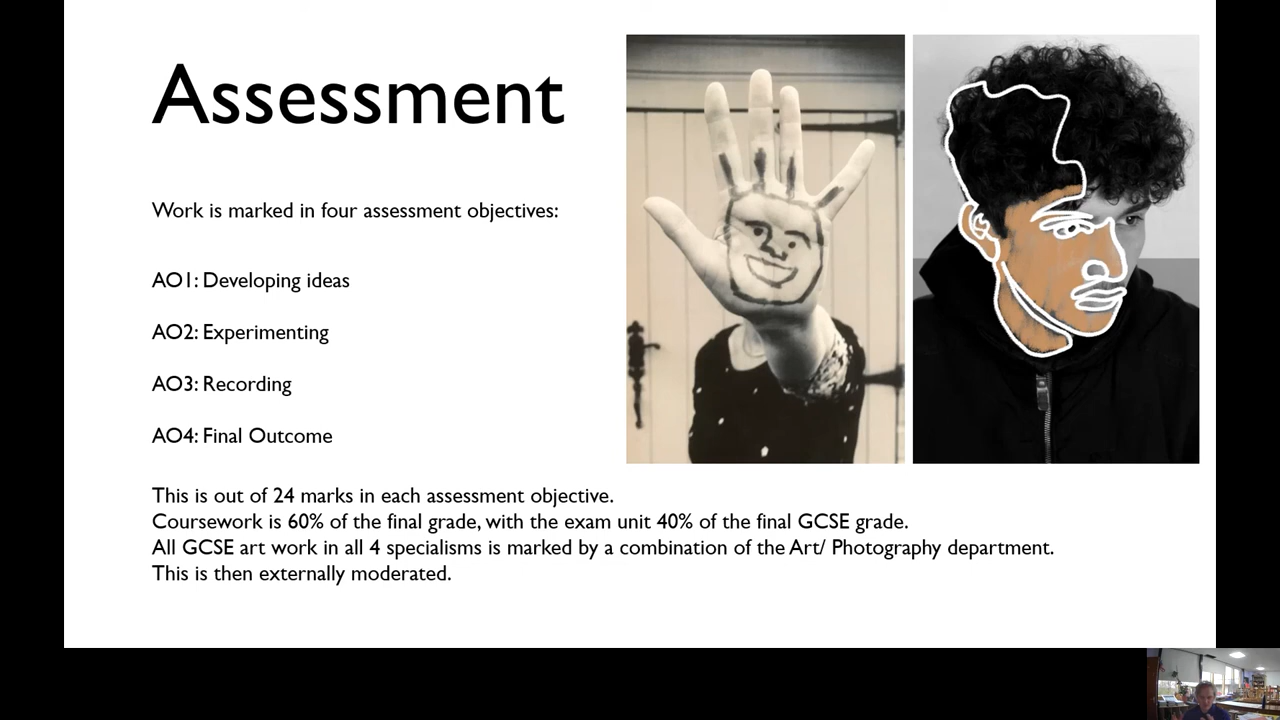 Assessment
Work is marked in four assessment objectives:
AO1: Developing ideas
AO2: Experimenting
AO3: Recording
AO4: Final Outcome
This is out of 24 marks in each assessment objective.
Coursework is 60% of the final grade, with the exam unit 40% of the final GCSE grade.
All GCSE art work in all 4 specialisms is marked by a combination of the Art/ Photography department.
This is then externally moderated.